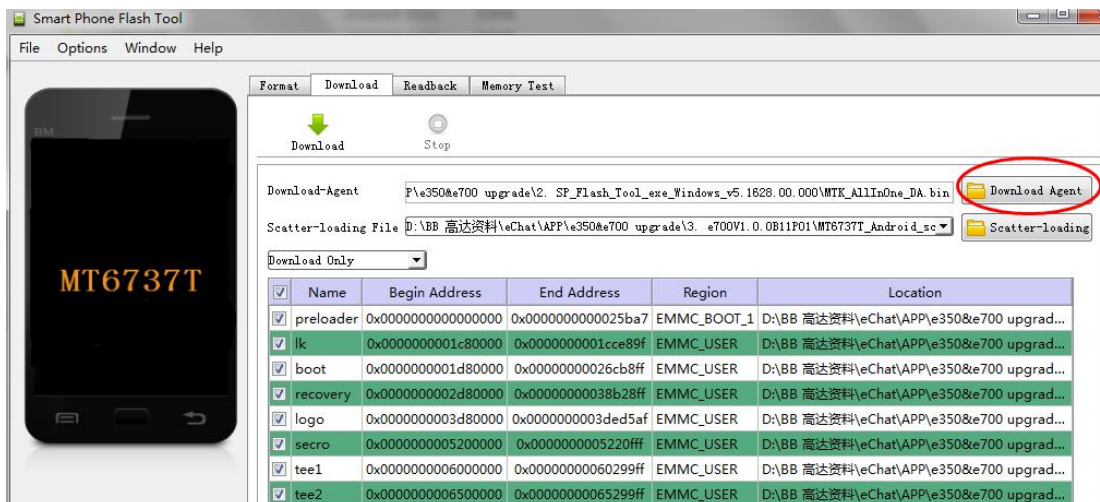 Smart Phone Flash Tool
File Options Window Help
BM
MT6737T
Format Download Readback Memory Test
Download Stop
Download-Agent P\e350&e700 upgrade\2. SP_Flash_Tool_exe_Windows_v5.1628.00.000\MTK_AllInOne_DA.bin Download Agent
Scatter-loading File D:\BB 高达资料\eChat\APP\e350&e700 upgrade\3. e700V1.0.0B11P01\MT6737T_Android_sc Scatter-loading
Download Only
Name Begin Address End Address Region Location
preloader 0x0000000000000000 0x0000000000025ba7 EMMC_BOOT_1 D:\BB 高达资料\eChat\APP\e350&e700 upgrad...
lk 0x0000000001c80000 0x0000000001cce89f EMMC_USER D:\BB 高达资料\eChat\APP\e350&e700 upgrad...
boot 0x0000000001d80000 0x00000000026cb8ff EMMC_USER D:\BB 高达资料\eChat\APP\e350&e700 upgrad...
recovery 0x0000000002d80000 0x00000000038b28ff EMMC_USER D:\BB 高达资料\eChat\APP\e350&e700 upgrad...
logo 0x0000000003d80000 0x0000000003ded5af EMMC_USER D:\BB 高达资料\eChat\APP\e350&e700 upgrad...
secro 0x0000000005200000 0x0000000005220fff EMMC_USER D:\BB 高达资料\eChat\APP\e350&e700 upgrad...
tee1 0x0000000006000000 0x00000000060299ff EMMC_USER D:\BB 高达资料\eChat\APP\e350&e700 upgrad...
tee2 0x0000000006500000 0x00000000065299ff EMMC_USER D:\BB 高达资料\eChat\APP\e350&e700 upgrad...